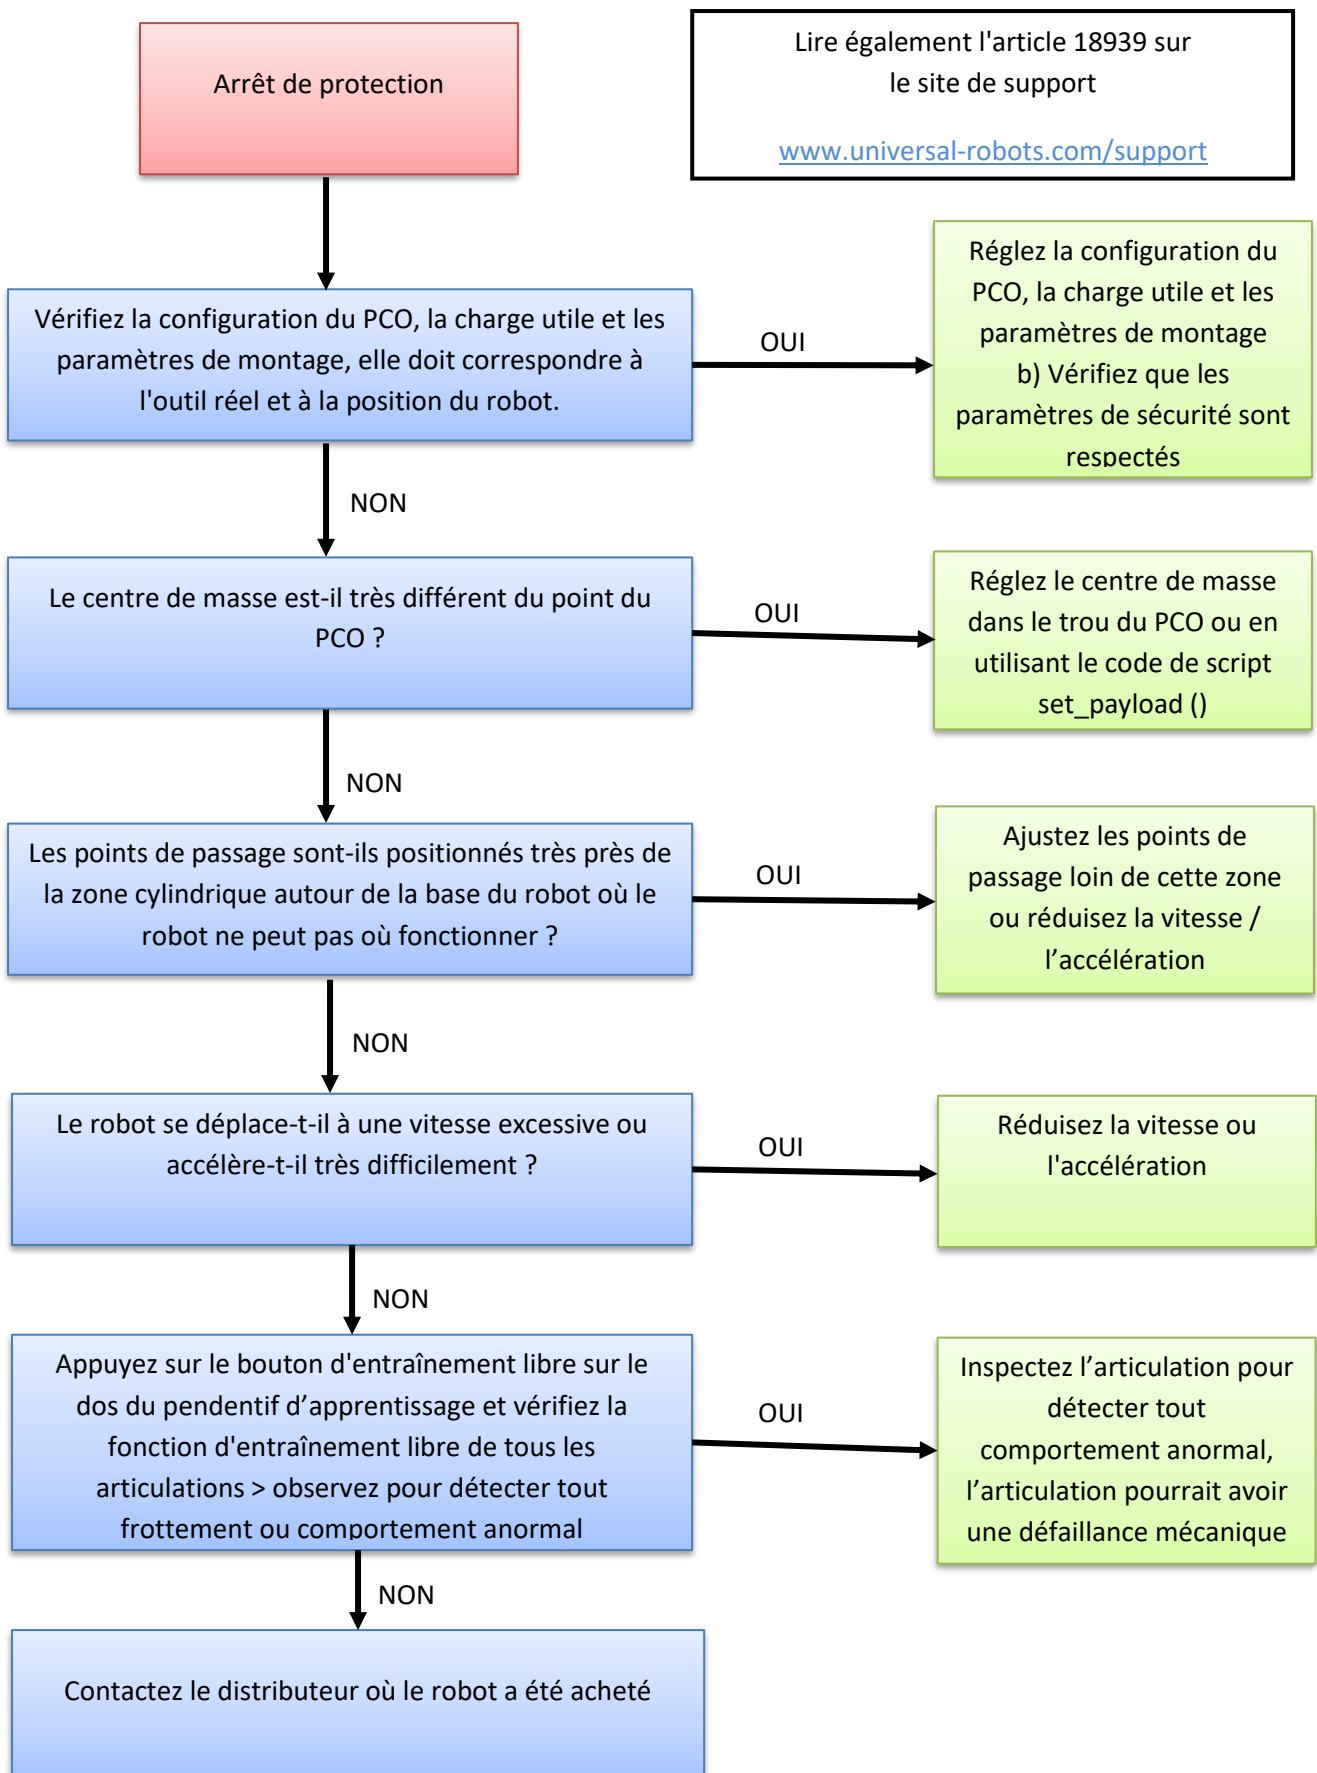 Arrêt de protection
Lire également l'article 18939 sur
le site de support
www.universal-robots.com/support
Vérifiez la configuration du PCO, la charge utile et les
paramètres de montage, elle doit correspondre à
l'outil réel et à la position du robot.
OUI
Réglez la configuration du
PCO, la charge utile et les
paramètres de montage
b) Vérifiez que les
paramètres de sécurité sont
respectés
NON
Le centre de masse est-il très différent du point du
PCO ?
OUI
Réglez le centre de masse
dans le trou du PCO ou en
utilisant le code de script
set_payload ()
NON
Les points de passage sont-ils positionnés très près de
la zone cylindrique autour de la base du robot où le
robot ne peut pas où fonctionner ?
OUI
Ajustez les points de
passage loin de cette zone
ou réduisez la vitesse /
l’accélération
NON
Le robot se déplace-t-il à une vitesse excessive ou
accélère-t-il très difficilement ?
OUI
Réduisez la vitesse ou
l'accélération
NON
Appuyez sur le bouton d'entraînement libre sur le
dos du pendentif d’apprentissage et vérifiez la
fonction d'entraînement libre de tous les
articulations > observez pour détecter tout
frottement ou comportement anormal
OUI
Inspectez l’articulation pour
détecter tout
comportement anormal,
l’articulation pourrait avoir
une défaillance mécanique
NON
Contactez le distributeur où le robot a été acheté